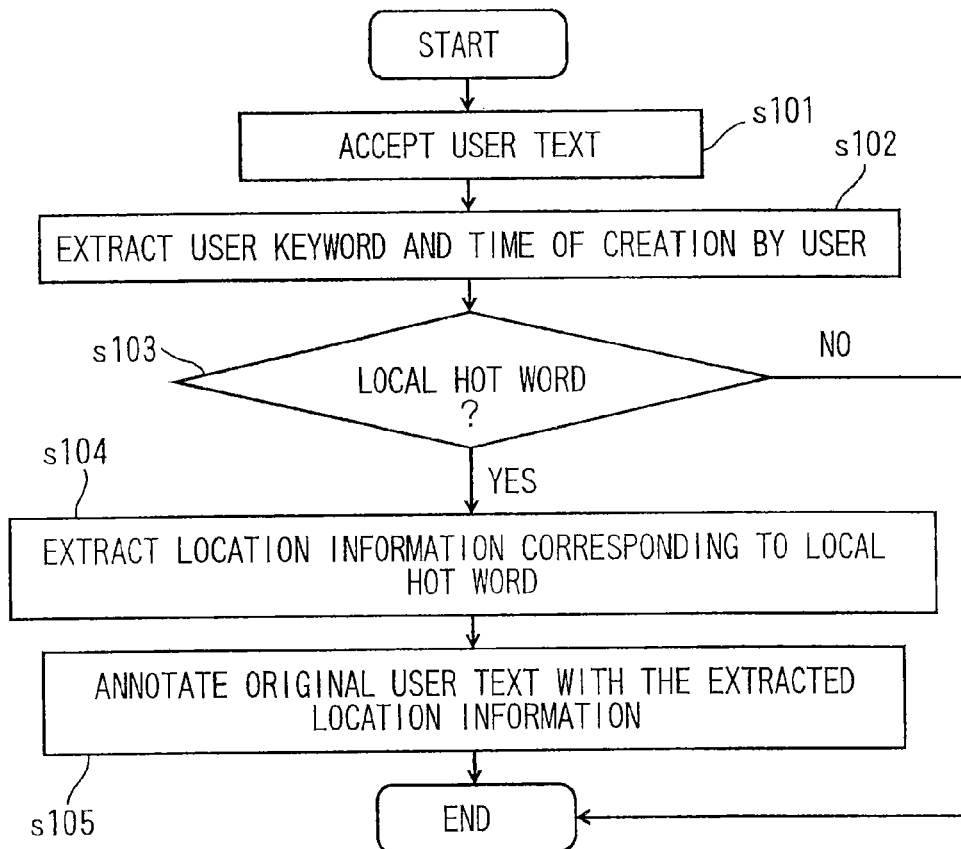 START
s101
ACCEPT USER TEXT
s102
EXTRACT USER KEYWORD AND TIME OF CREATION BY USER
s103
LOCAL HOT WORD
?
NO
YES
s104
EXTRACT LOCATION INFORMATION CORRESPONDING TO LOCAL
HOT WORD
ANNOTATE ORIGINAL USER TEXT WITH THE EXTRACTED
LOCATION INFORMATION
s105
END